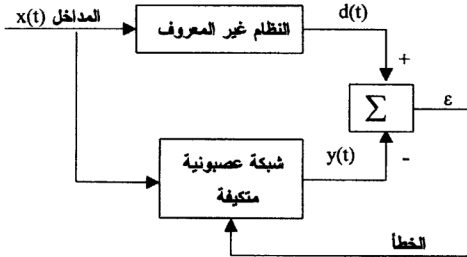 المداخل x(t)
النظام غير المعروف
d(t)
+
Σ
ε
شبكة عصبونية
متكيفة
y(t)
-
الخطأ